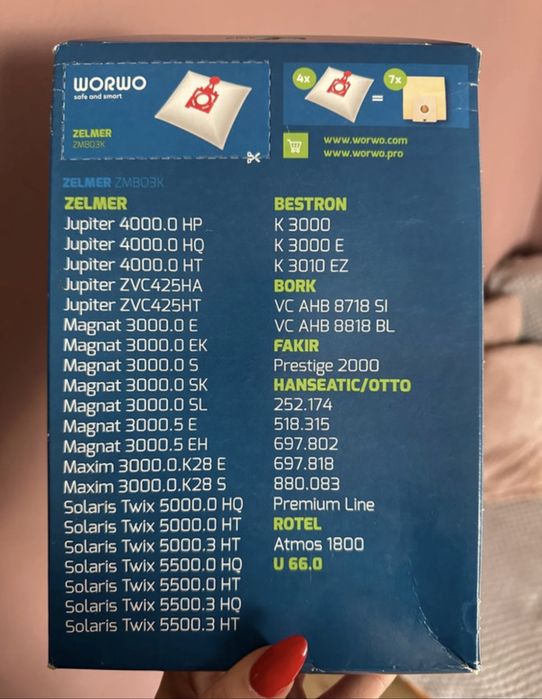 WORWO
safe and smart
ZELMER
ZMB03K
4x
=
7x
www.worwo.com
www.worwo.pro
ZELMER ZMB03K
ZELMER
Jupiter 4000.0 HP
Jupiter 4000.0 HQ
Jupiter 4000.0 HT
Jupiter ZVC425HA
Jupiter ZVC425HT
Magnat 3000.0 E
Magnat 3000.0 EK
Magnat 3000.0 S
Magnat 3000.0 SK
Magnat 3000.0 SL
Magnat 3000.5 E
Magnat 3000.5 EH
Maxim 3000.0.K28 E
Maxim 3000.0.K28 S
Solaris Twix 5000.0 HQ
Solaris Twix 5000.0 HT
Solaris Twix 5000.3 HT
Solaris Twix 5500.0 HQ
Solaris Twix 5500.0 HT
Solaris Twix 5500.3 HQ
Solaris Twix 5500.3 HT
BESTRON
K 3000
K 3000 E
K 3010 EZ
BORK
VC AHB 8718 SI
VC AHB 8818 BL
FAKIR
Prestige 2000
HANSEATIC/OTTO
252.174
518.315
697.802
697.818
880.083
Premium Line
ROTEL
Atmos 1800
U 66.0